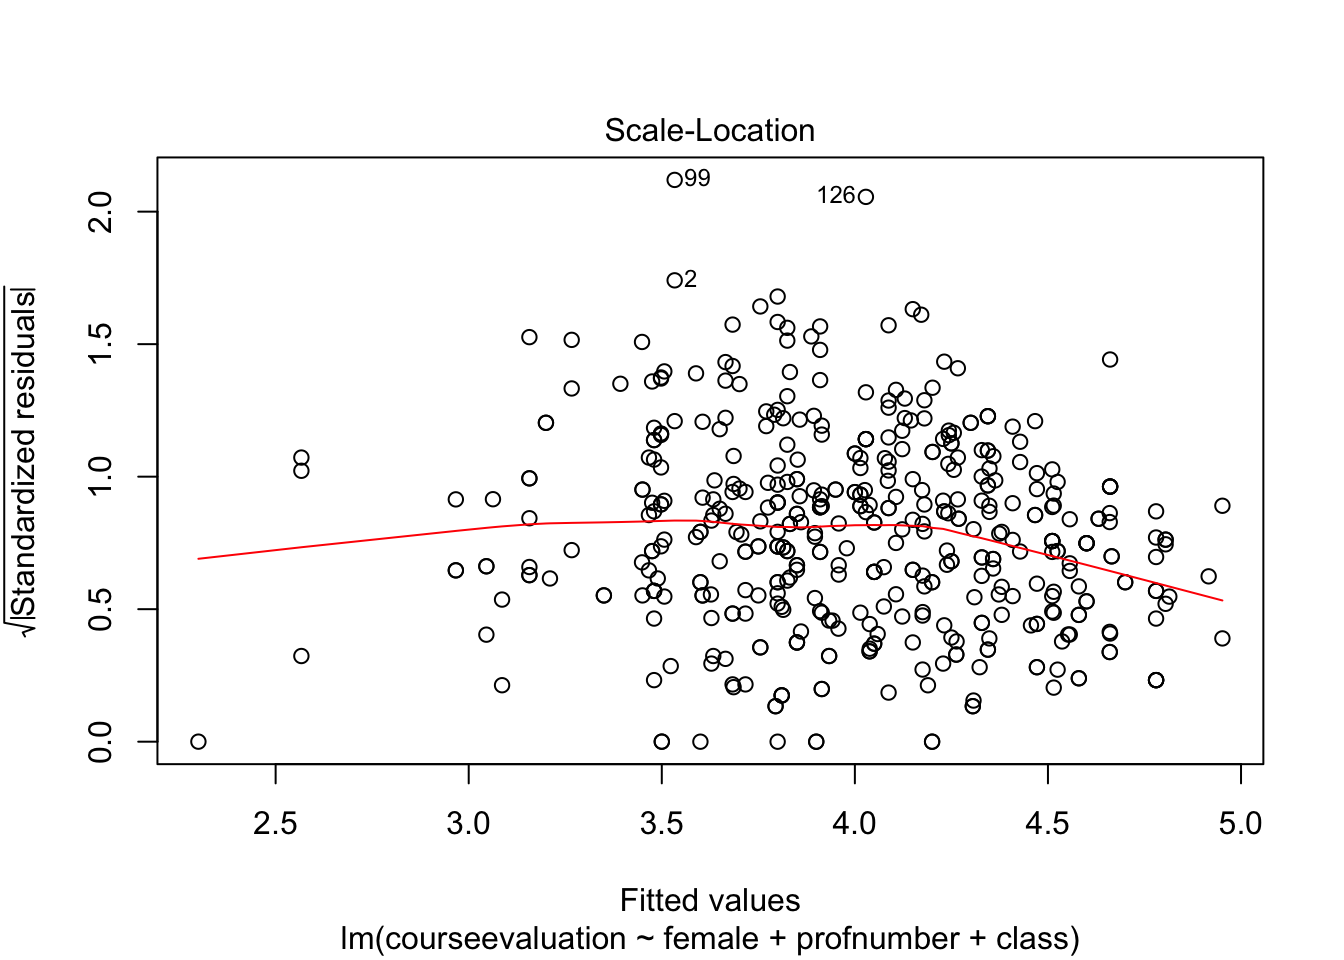 Scale-Location
99
126
2
2.0
1.5
1.0
0.5
0.0
√|Standardized residuals|
2.5 3.0 3.5 4.0 4.5 5.0
Fitted values
lm(courseevaluation ~ female + profnumber + class)